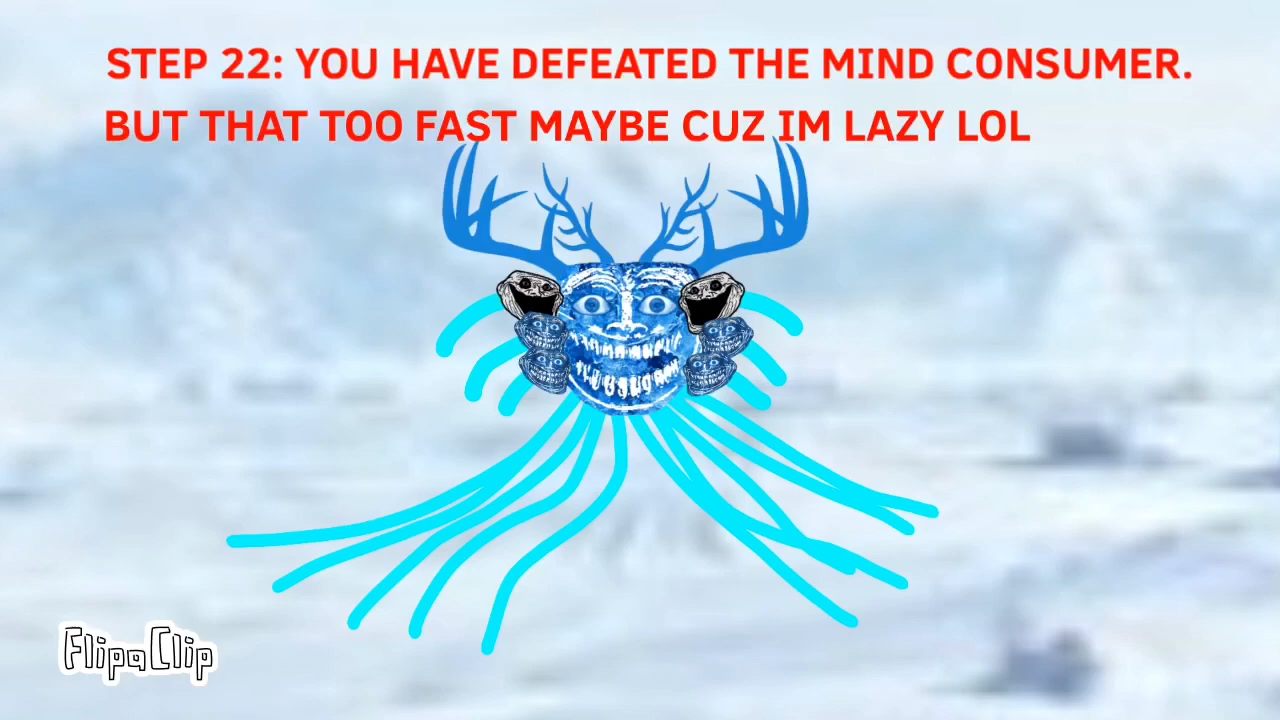 STEP 22: YOU HAVE DEFEATED THE MIND CONSUMER.
BUT THAT TOO FAST MAYBE CUZ IM LAZY LOL
FlipaClip